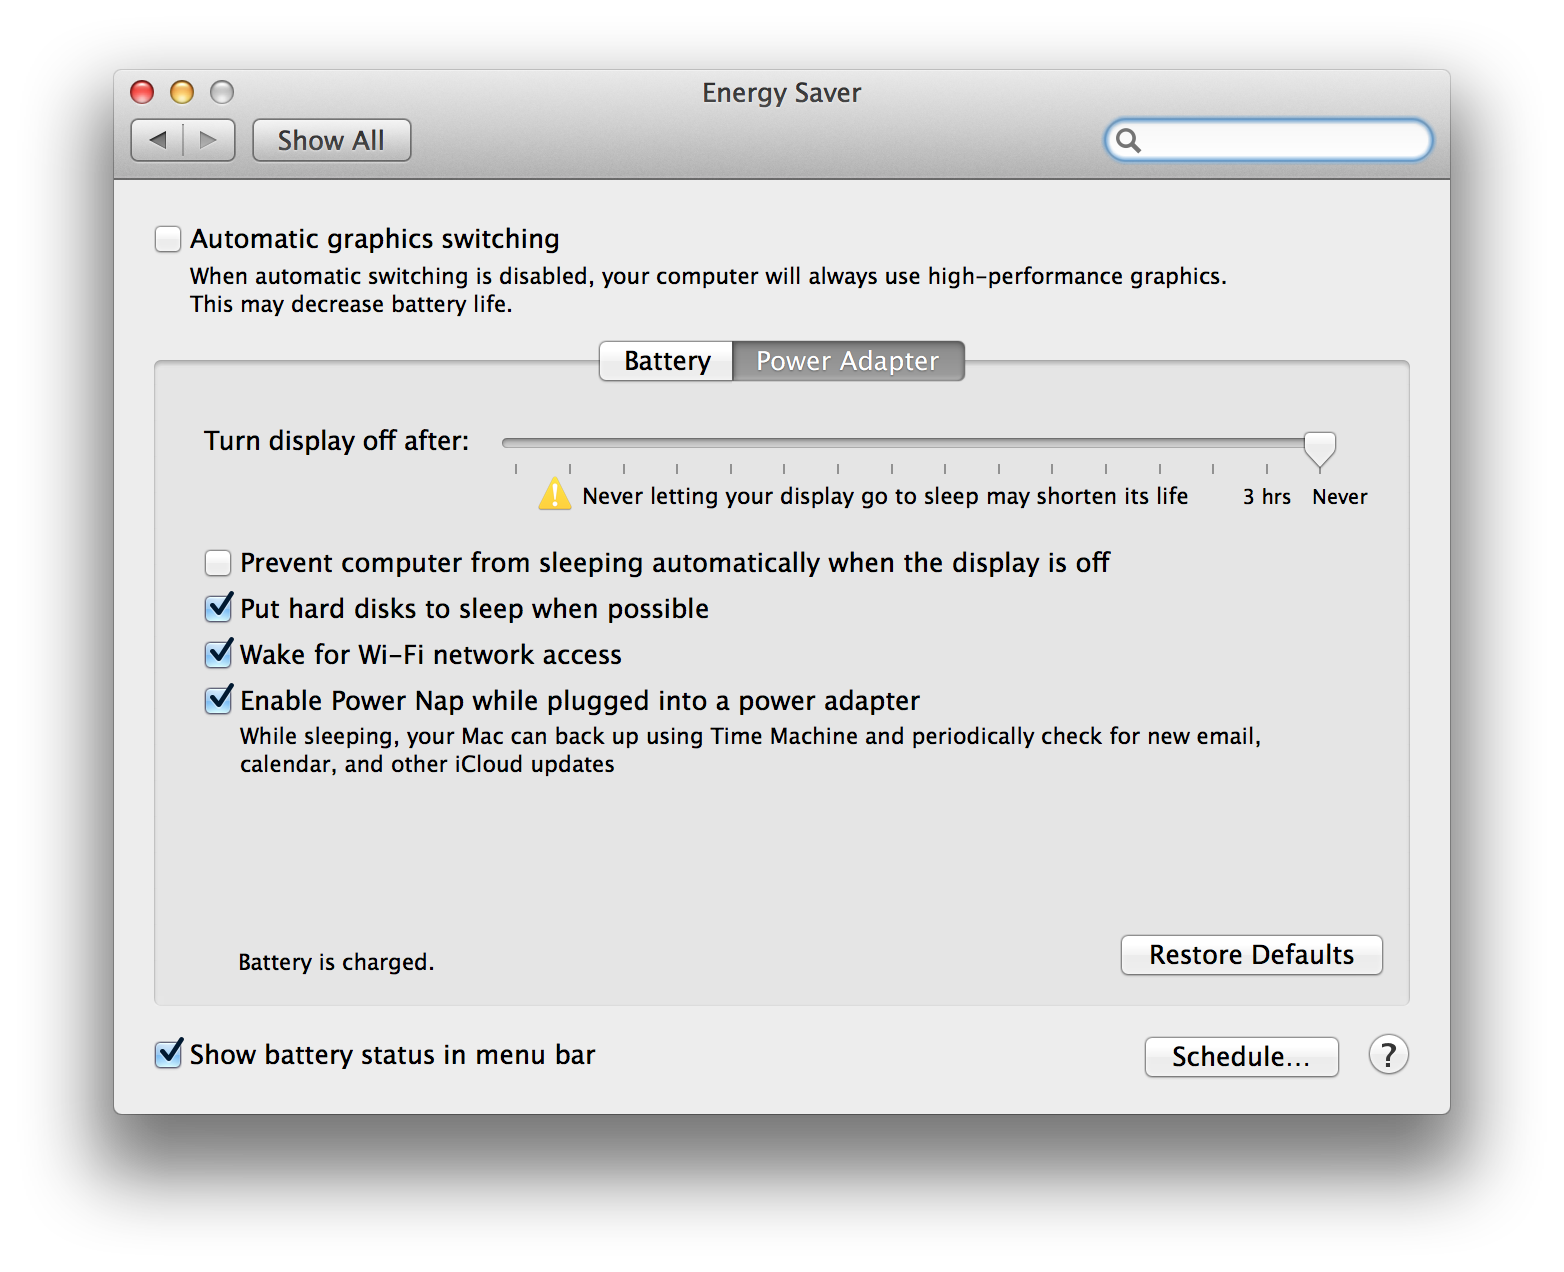 Energy Saver
Show All
Automatic graphics switching
When automatic switching is disabled, your computer will always use high-performance graphics.
This may decrease battery life.
Battery Power Adapter
Turn display off after:
Never letting your display go to sleep may shorten its life 3 hrs Never
Prevent computer from sleeping automatically when the display is off
Put hard disks to sleep when possible
Wake for Wi-Fi network access
Enable Power Nap while plugged into a power adapter
While sleeping, your Mac can back up using Time Machine and periodically check for new email,
calendar, and other iCloud updates
Battery is charged.
Restore Defaults
Show battery status in menu bar
Schedule... ?